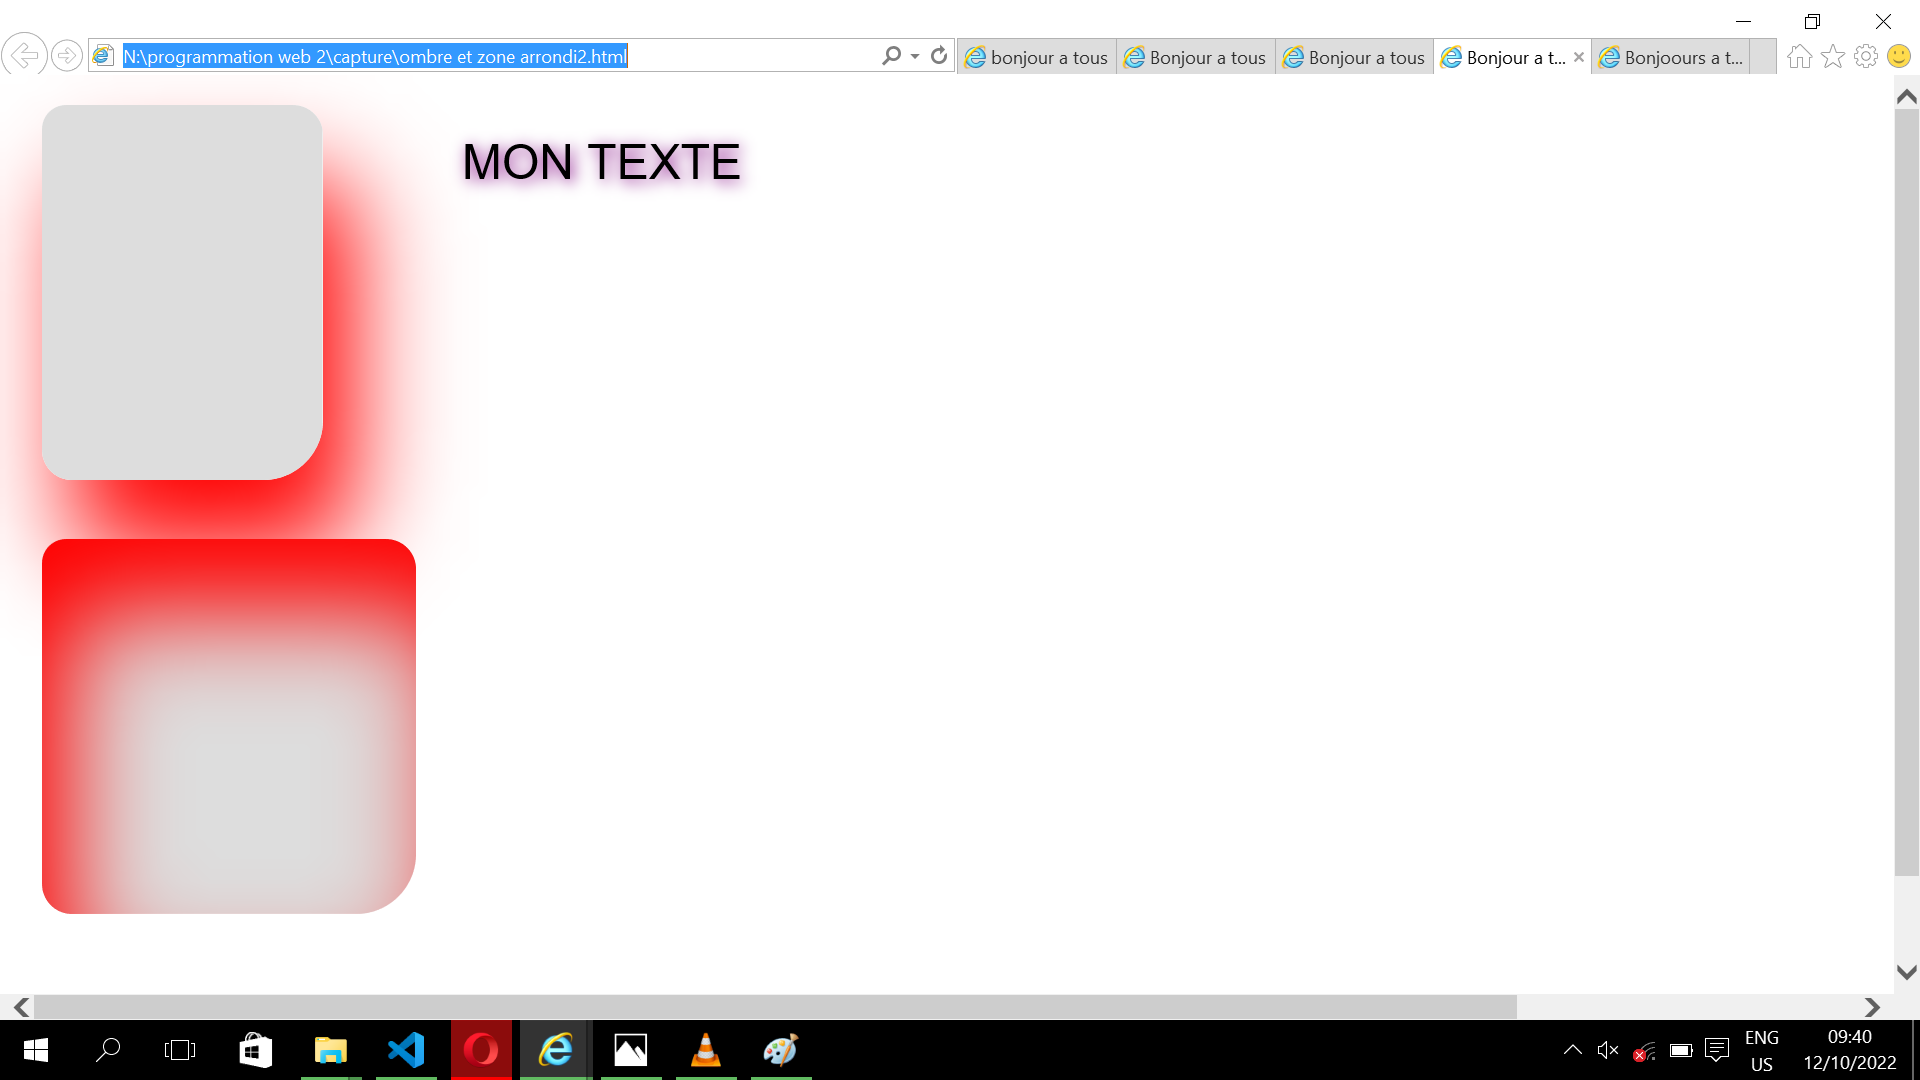 N:\programmation web 2\capture\ombre et zone arrondi2.html
bonjour a tous
Bonjour a tous
Bonjour a tous
Bonjour a t...
Bonjoours a t...
MON TEXTE
ENG
US
09:40
12/10/2022